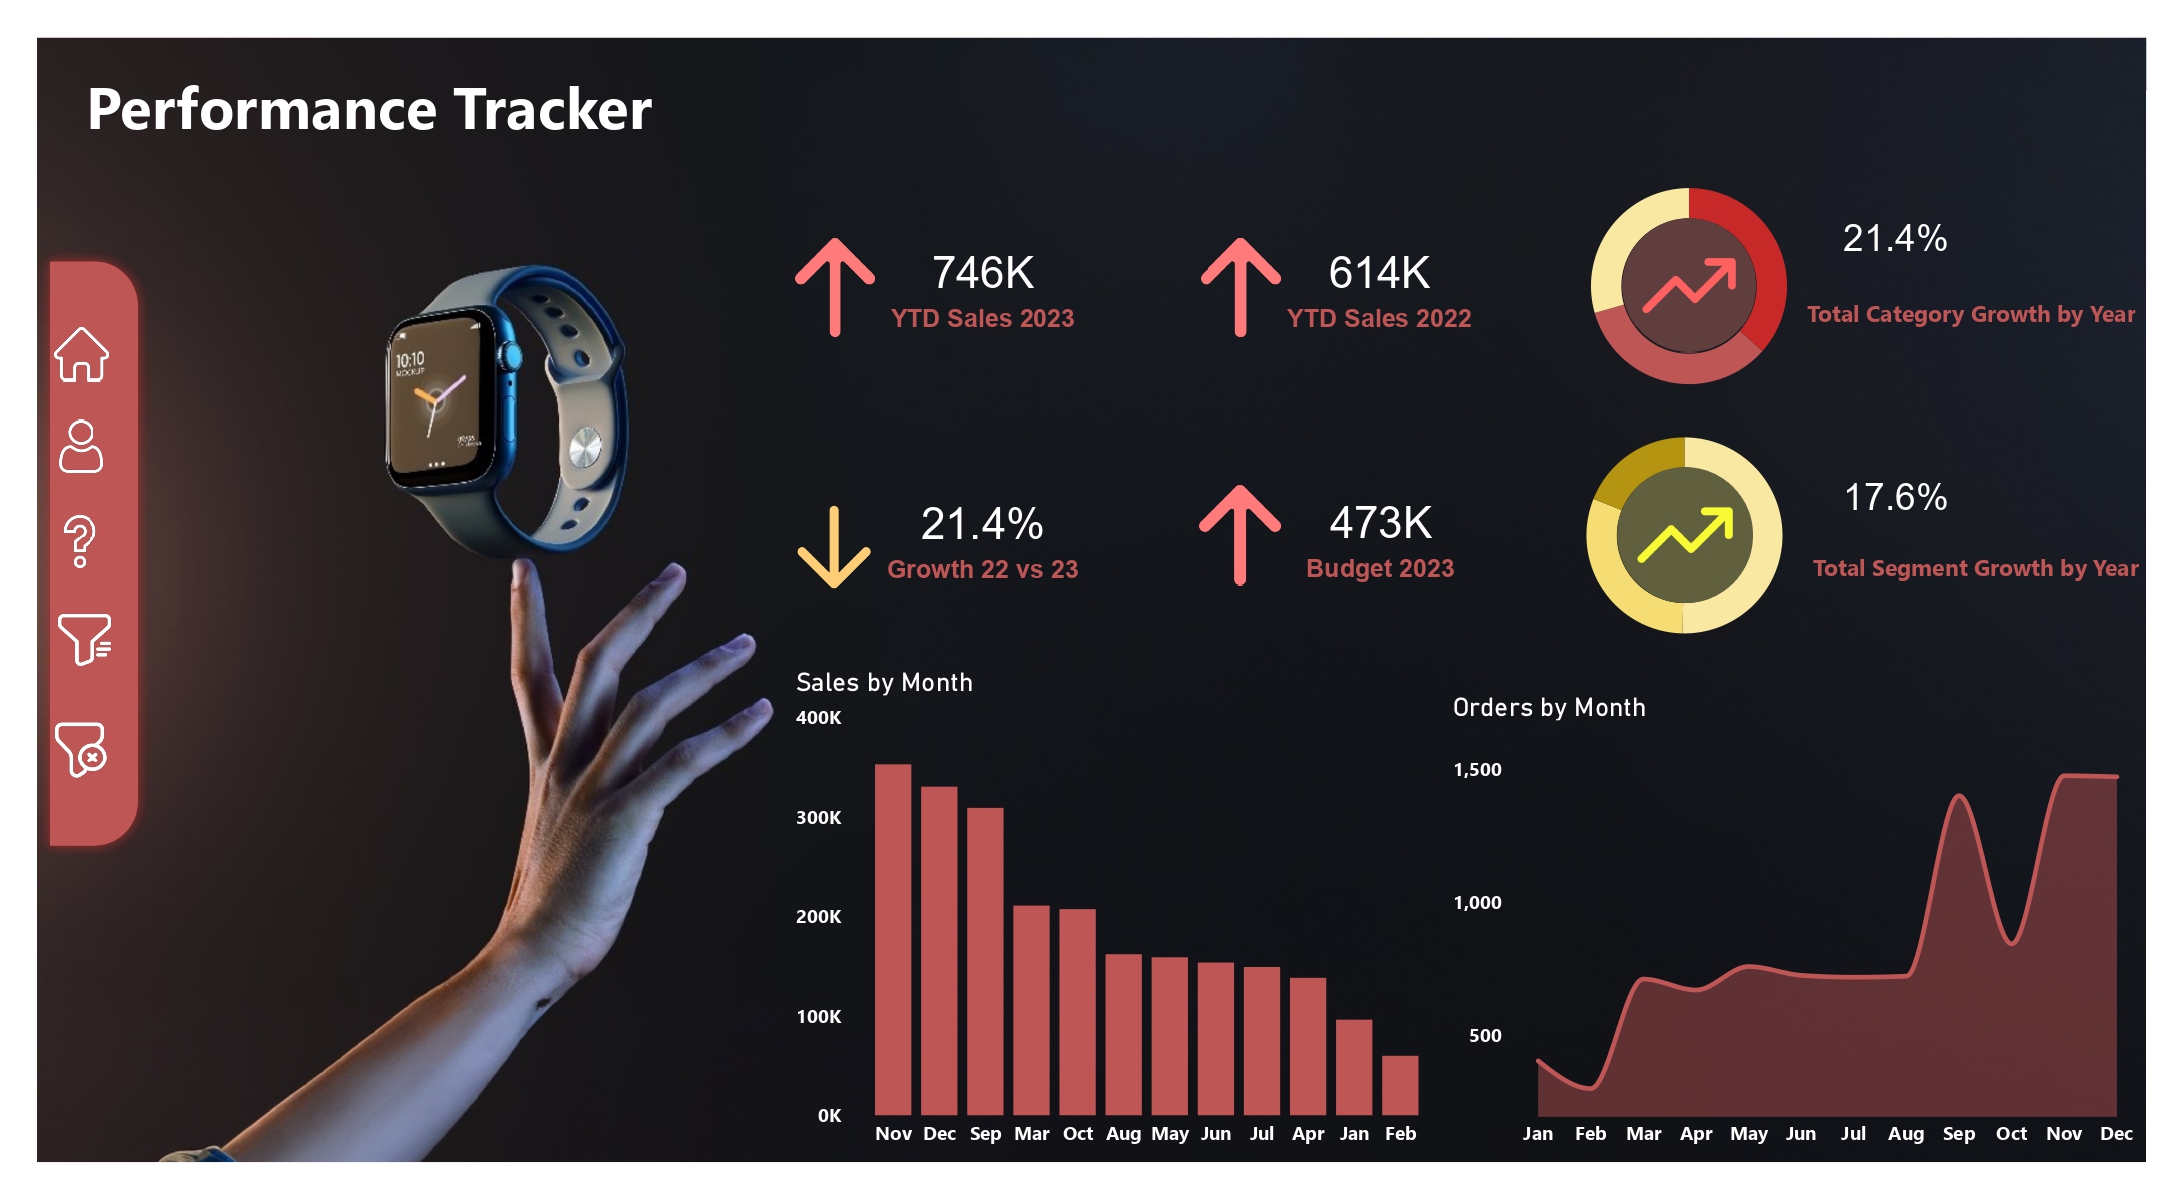 Performance Tracker
10:10
MOCKUP
746K
YTD Sales 2023
614K
YTD Sales 2022
21.4%
Total Category Growth by Year
21.4%
Growth 22 vs 23
473K
Budget 2023
17.6%
Total Segment Growth by Year
Sales by Month
400K
300K
200K
100K
0K
Nov Dec Sep Mar Oct Aug May Jun Jul Apr Jan Feb
Orders by Month
1,500
1,000
500
Jan Feb Mar Apr May Jun Jul Aug Sep Oct Nov Dec